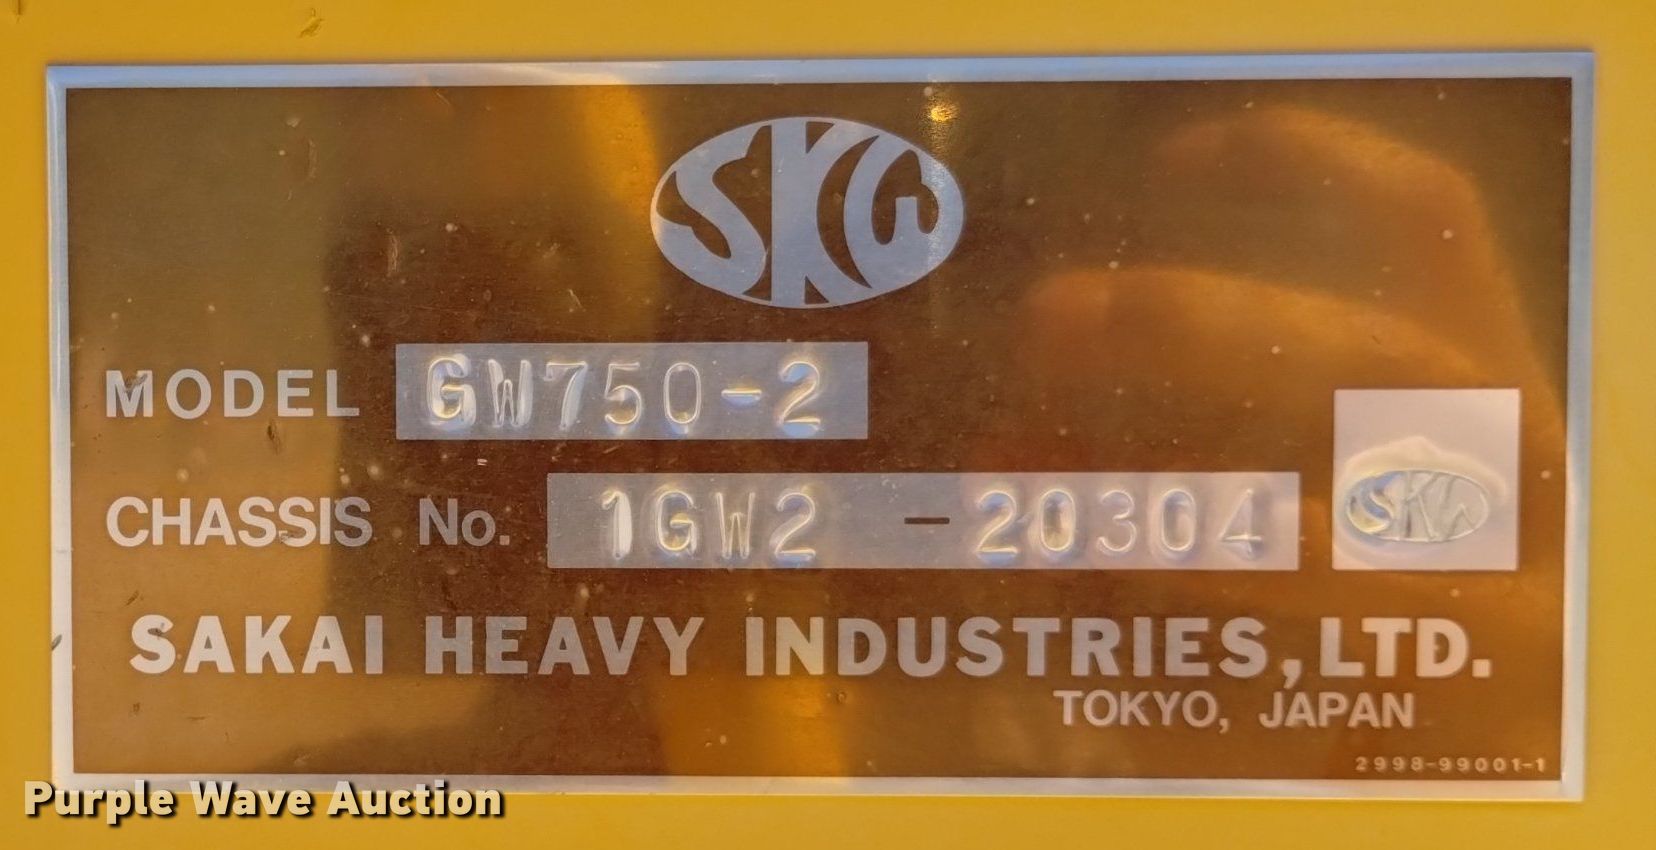 SKW
MODEL GW750-2
CHASSIS No. 1GW2 -20304
SKW
SAKAI HEAVY INDUSTRIES, LTD.
TOKYO, JAPAN
2998-99001-1
Purple Wave Auction